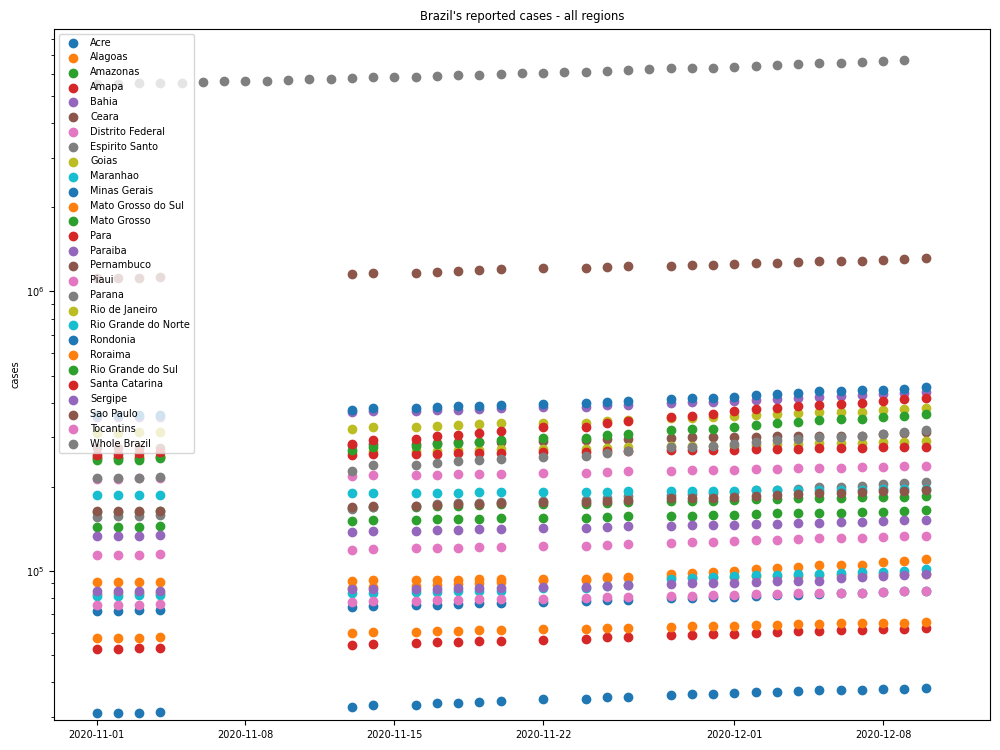 Brazil's reported cases - all regions
Acre
Alagoas
Amazonas
Amapa
Bahia
Ceara
Distrito Federal
Espirito Santo
Goias
Maranhao
Minas Gerais
Mato Grosso do Sul
Mato Grosso
Para
Paraiba
Pernambuco
Piaui
Parana
Rio de Janeiro
Rio Grande do Norte
Rondonia
Roraima
Rio Grande do Sul
Santa Catarina
Sergipe
Sao Paulo
Tocantins
Whole Brazil
10⁶
10⁵
cases
2020-11-01 2020-11-08 2020-11-15 2020-11-22 2020-12-01 2020-12-08